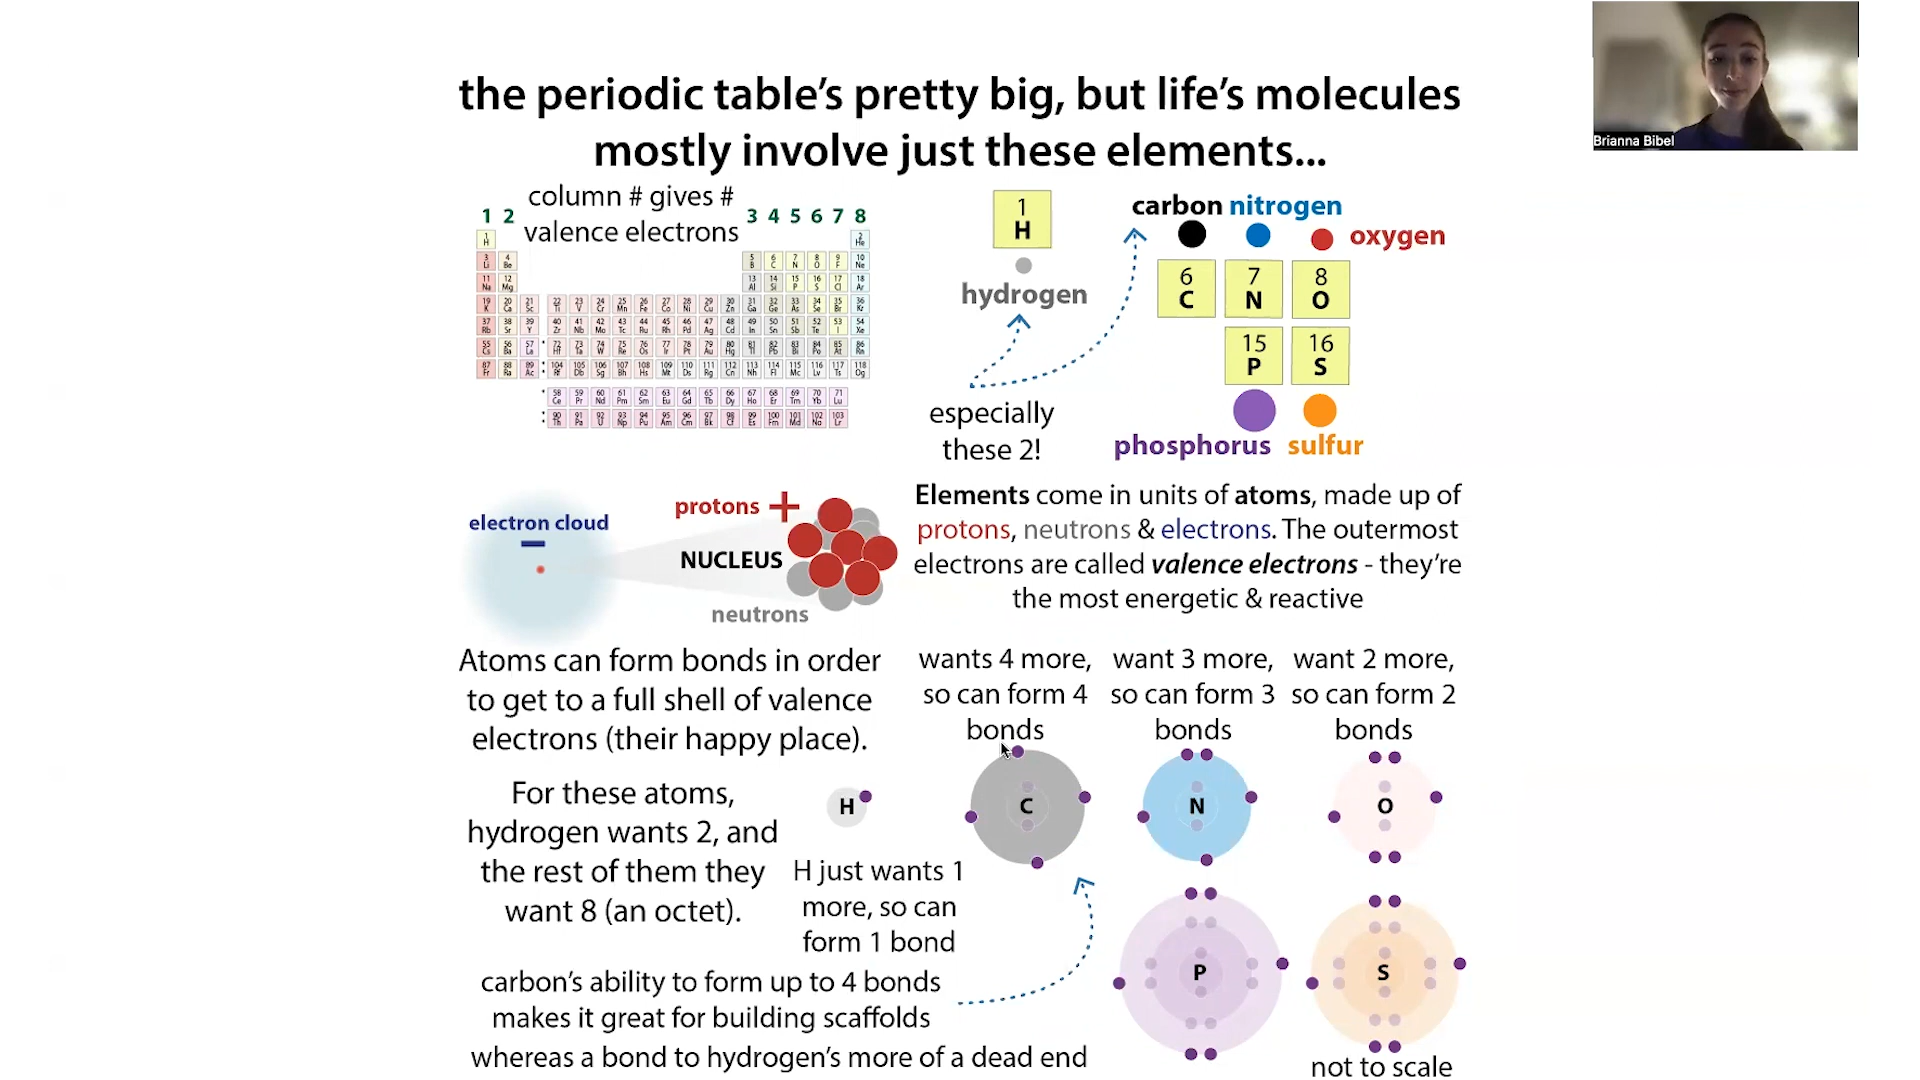 Brianna Bibel
the periodic table's pretty big, but life's molecules
mostly involve just these elements...
column # gives #
valence electrons
1 2 3 4 5 6 7 8
1
H
hydrogen
carbon nitrogen
oxygen
6 7 8
C N O
15 16
P S
phosphorus sulfur
especially
these 2!
electron cloud
protons +
NUCLEUS
neutrons
Elements come in units of atoms, made up of
protons, neutrons & electrons. The outermost
electrons are called valence electrons - they're
the most energetic & reactive
Atoms can form bonds in order
to get to a full shell of valence
electrons (their happy place).
For these atoms,
hydrogen wants 2, and
the rest of them they
want 8 (an octet).
H
H just wants 1
more, so can
form 1 bond
wants 4 more,
so can form 4
bonds
C
want 3 more,
so can form 3
bonds
N
want 2 more,
so can form 2
bonds
O
P
S
carbon's ability to form up to 4 bonds
makes it great for building scaffolds
whereas a bond to hydrogen's more of a dead end
not to scale